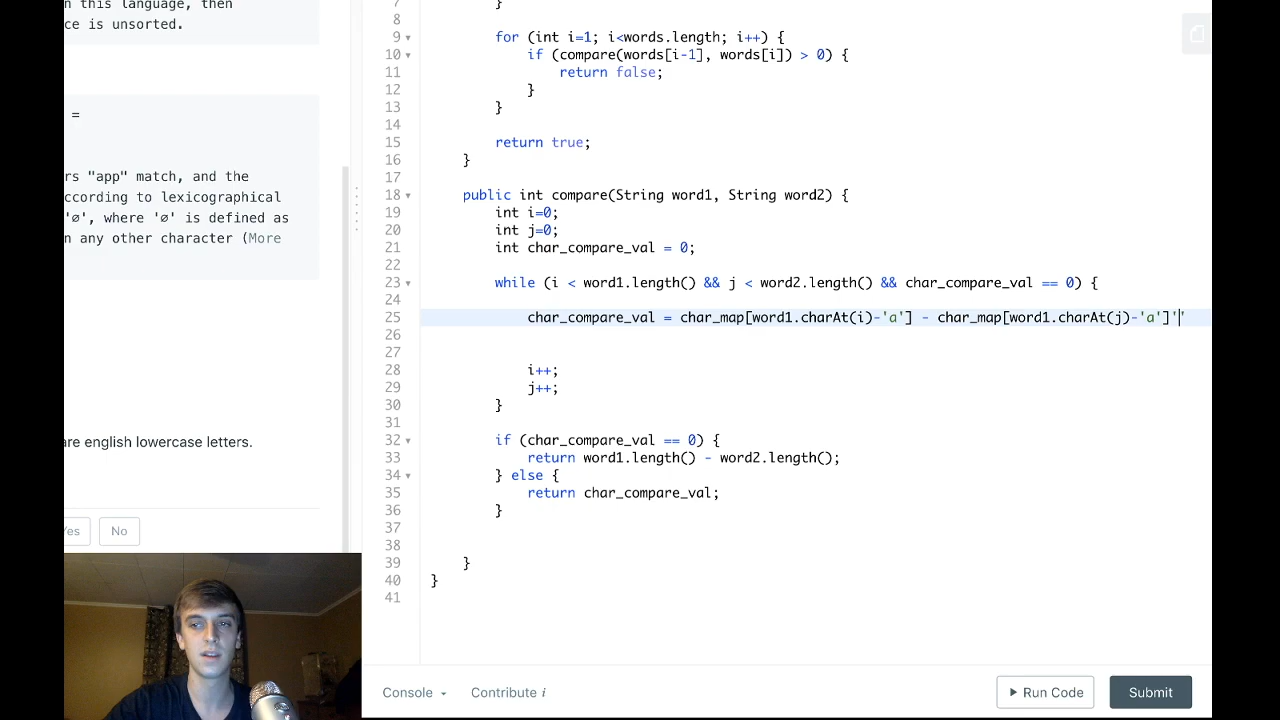 n this language, then
ce is unsorted.
=
rs "app" match, and the
ccording to lexicographical
'∅', where '∅' is defined as
n any other character (More
are english lowercase letters.
Yes
No
7 }
8
9 for (int i=1; i<words.length; i++) {
10 if (compare(words[i-1], words[i]) > 0) {
11 return false;
12 }
13 }
14
15 return true;
16 }
17
18 public int compare(String word1, String word2) {
19 int i=0;
20 int j=0;
21 int char_compare_val = 0;
22
23 while (i < word1.length() && j < word2.length() && char_compare_val == 0) {
24
25 char_compare_val = char_map[word1.charAt(i)-'a'] - char_map[word1.charAt(j)-'a']''
26
27
28 i++;
29 j++;
30 }
31
32 if (char_compare_val == 0) {
33 return word1.length() - word2.length();
34 } else {
35 return char_compare_val;
36 }
37
38
39 }
40 }
41
Console
Contribute i
Run Code
Submit